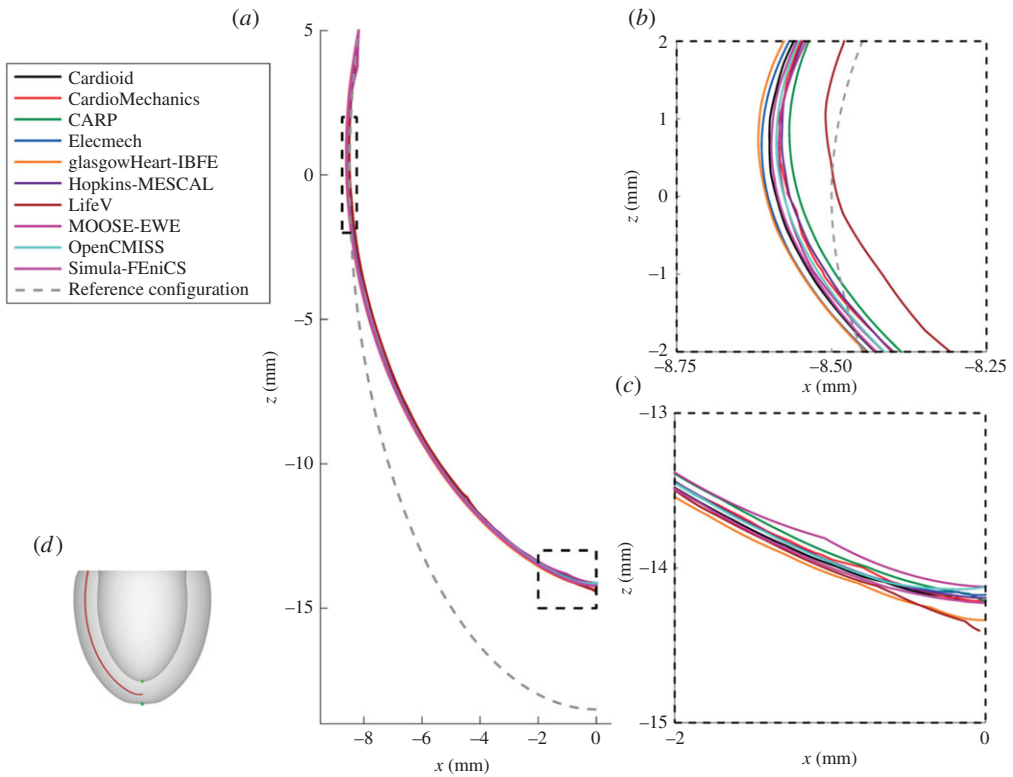 (a)
(b)
Cardioid
CardioMechanics
CARP
Elecmech
glasgowHeart-IBFE
Hopkins-MESCAL
LifeV
MOOSE-EWE
OpenCMISS
Simula-FEniCS
Reference configuration
5
0
−5
−10
−15
z (mm)
−8
−6
−4
−2
0
x (mm)
2
1
0
−1
−2
z (mm)
−8.75
−8.50
−8.25
x (mm)
(c)
−13
−14
−15
z (mm)
−2
0
x (mm)
(d)